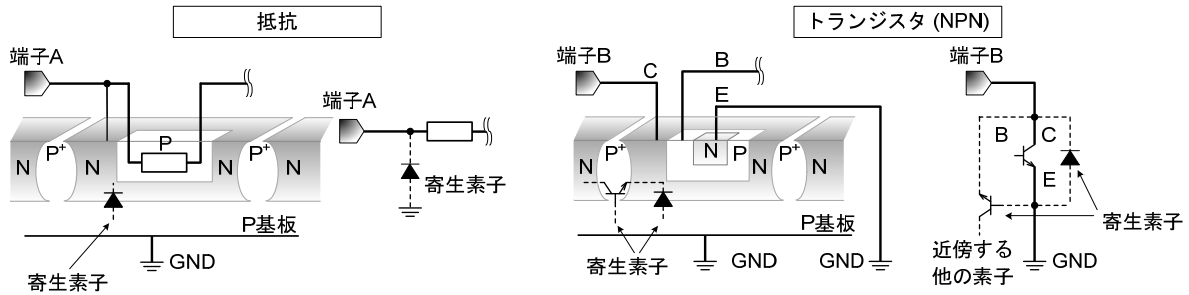 抵抗
端子A
P
N
P+
N
P+
N
P基板
GND
寄生素子
端子A
寄生素子
トランジスタ (NPN)
端子B
C
B
E
N
P+
N
N
P
P+
N
P基板
寄生素子
GND
GND
端子B
B
C
E
寄生素子
近傍する
他の素子
GND